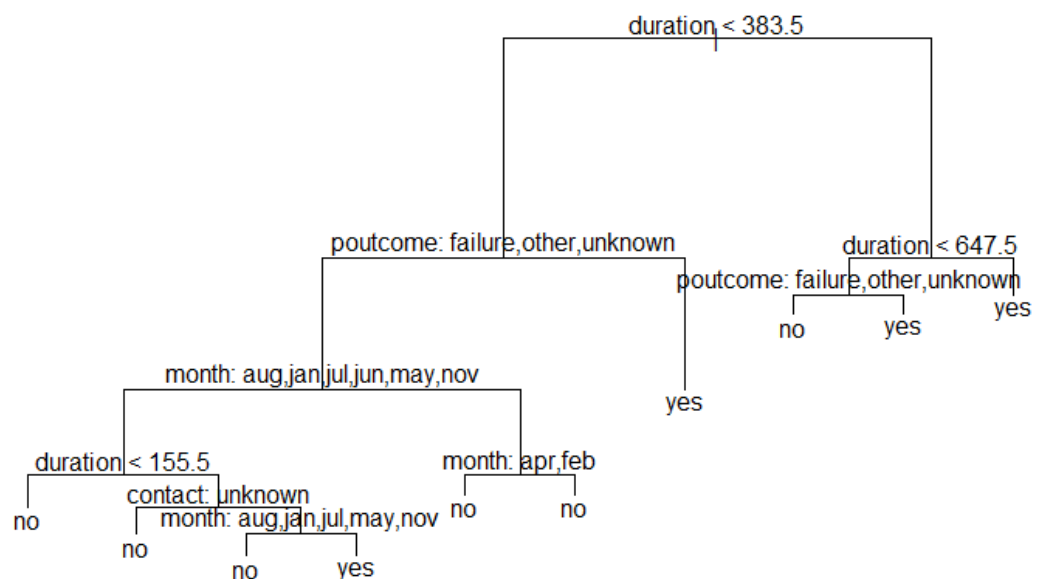 duration < 383.5
poutcome: failure,other,unknown
duration < 647.5
poutcome: failure,other,unknown
no
yes
yes
month: aug,jan,jul,jun,may,nov
yes
duration < 155.5
month: apr,feb
no
contact: unknown
no
no
month: aug,jan,jul,may,nov
no
no
yes